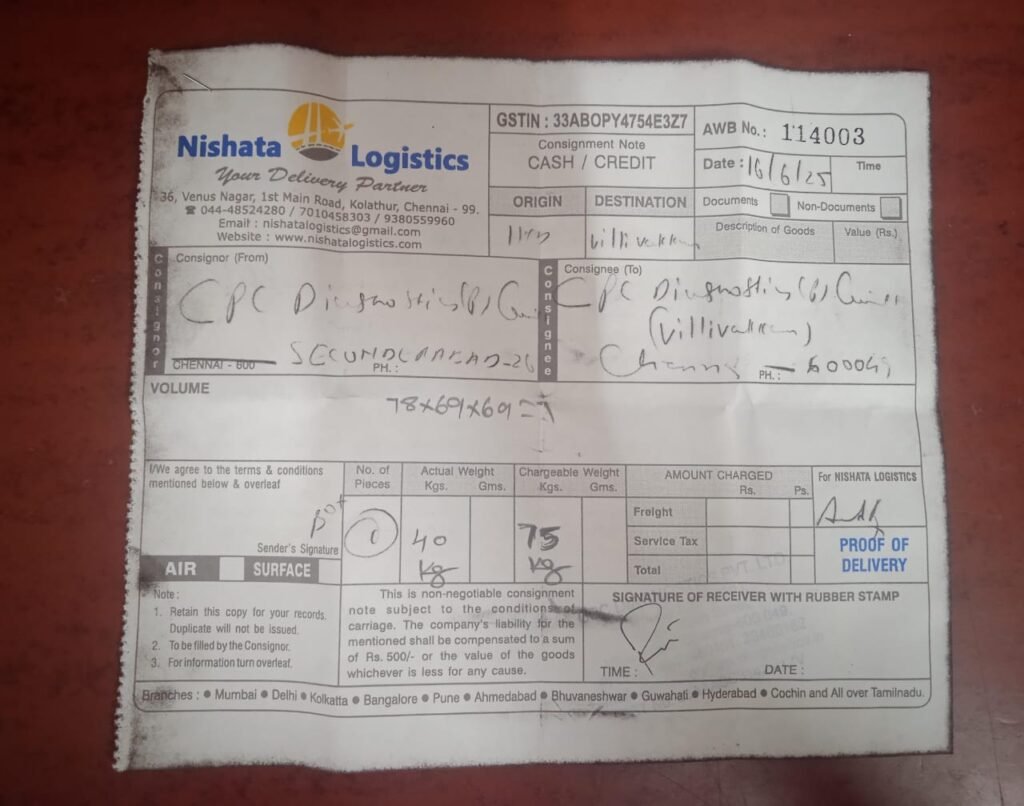 Nishata Logistics
Your Delivery Partner
36, Venus Nagar, 1st Main Road, Kolathur, Chennai - 99.
☎ 044-48524280 / 7010458303 / 9380559960
Email : nishatalogistics@gmail.com
Website : www.nishatalogistics.com
GSTIN : 33ABOPY4754E3Z7
Consignment Note
CASH / CREDIT
ORIGIN DESTINATION
Villivakkam
AWB No.: 114003
Date : 16/6/25 Time
Documents Non-Documents
Description of Goods Value (Rs.)
Consignor
Consignor (From)
CPC Diagnostics (P)
CHENNAI - 600 SECUNDERABAD-26
PH. :
Consignee
Consignee (To)
CPC Diagnostics (P)
(Villivakkam)
Chennai - 600049
PH. :
VOLUME
78x69x69=1
I/We agree to the terms & conditions
mentioned below & overleaf
Sender's Signature
AIR SURFACE
No. of Pieces
1
Actual Weight
Kgs. Gms.
40 Kg
Chargeable Weight
Kgs. Gms.
75 Kg
AMOUNT CHARGED
Rs. Ps.
Freight
Service Tax
Total
For NISHATA LOGISTICS
PROOF OF
DELIVERY
Note :
1. Retain this copy for your records.
Duplicate will not be issued.
2. To be filled by the Consignor.
3. For information turn overleaf.
This is non-negotiable consignment
note subject to the conditions of
carriage. The company's liability for the
mentioned shall be compensated to a sum
of Rs. 500/- or the value of the goods
whichever is less for any cause.
SIGNATURE OF RECEIVER WITH RUBBER STAMP
TIME : DATE :
Branches : ● Mumbai ● Delhi ● Kolkatta ● Bangalore ● Pune ● Ahmedabad ● Bhuvaneshwar ● Guwahati ● Hyderabad ● Cochin and All over Tamilnadu.